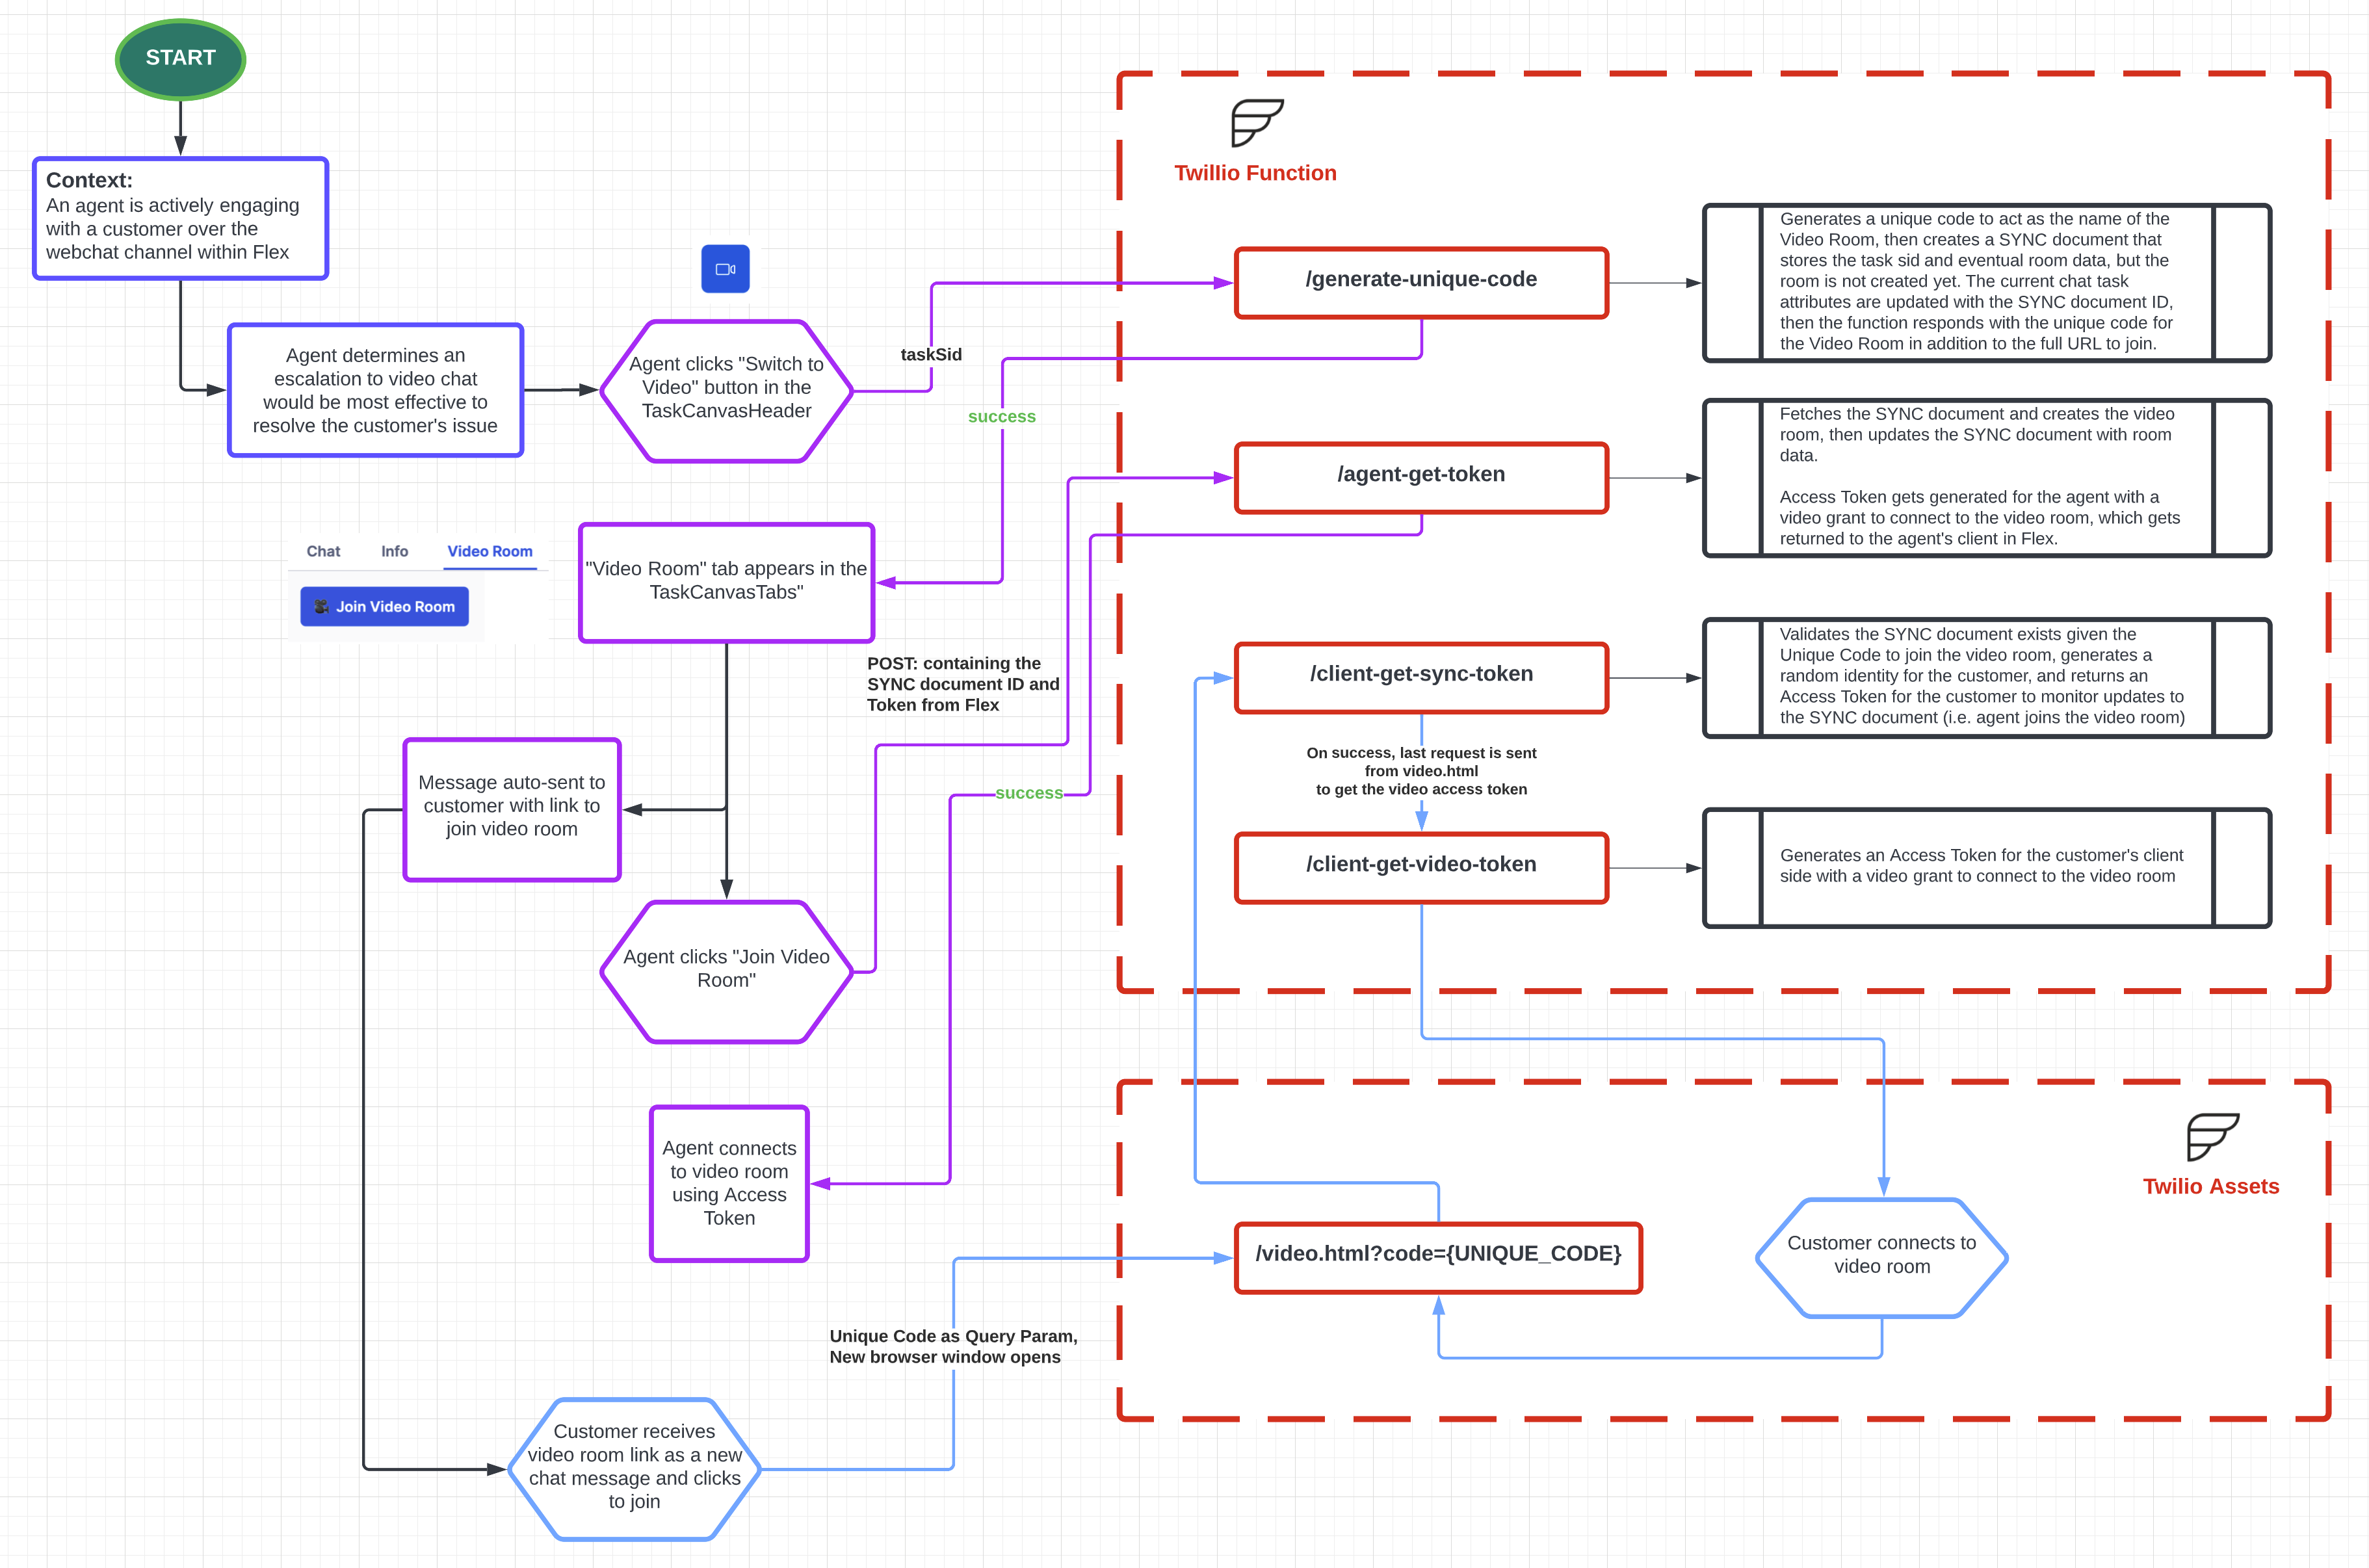 START
Context:
An agent is actively engaging
with a customer over the
webchat channel within Flex
Agent determines an
escalation to video chat
would be most effective to
resolve the customer's issue
Agent clicks "Switch to
Video" button in the
TaskCanvasHeader
taskSid
success
Chat
Info
Video Room
Join Video Room
"Video Room" tab appears in the
TaskCanvasTabs"
POST: containing the
SYNC document ID and
Token from Flex
Message auto-sent to
customer with link to
join video room
success
Agent clicks "Join Video
Room"
Agent connects
to video room
using Access
Token
Unique Code as Query Param,
New browser window opens
Customer receives
video room link as a new
chat message and clicks
to join
Twillio Function
/generate-unique-code
Generates a unique code to act as the name of the
Video Room, then creates a SYNC document that
stores the task sid and eventual room data, but the
room is not created yet. The current chat task
attributes are updated with the SYNC document ID,
then the function responds with the unique code for
the Video Room in addition to the full URL to join.
/agent-get-token
Fetches the SYNC document and creates the video
room, then updates the SYNC document with room
data.
Access Token gets generated for the agent with a
video grant to connect to the video room, which gets
returned to the agent's client in Flex.
/client-get-sync-token
Validates the SYNC document exists given the
Unique Code to join the video room, generates a
random identity for the customer, and returns an
Access Token for the customer to monitor updates to
the SYNC document (i.e. agent joins the video room)
On success, last request is sent
from video.html
to get the video access token
/client-get-video-token
Generates an Access Token for the customer's client
side with a video grant to connect to the video room
Twilio Assets
/video.html?code={UNIQUE_CODE}
Customer connects to
video room